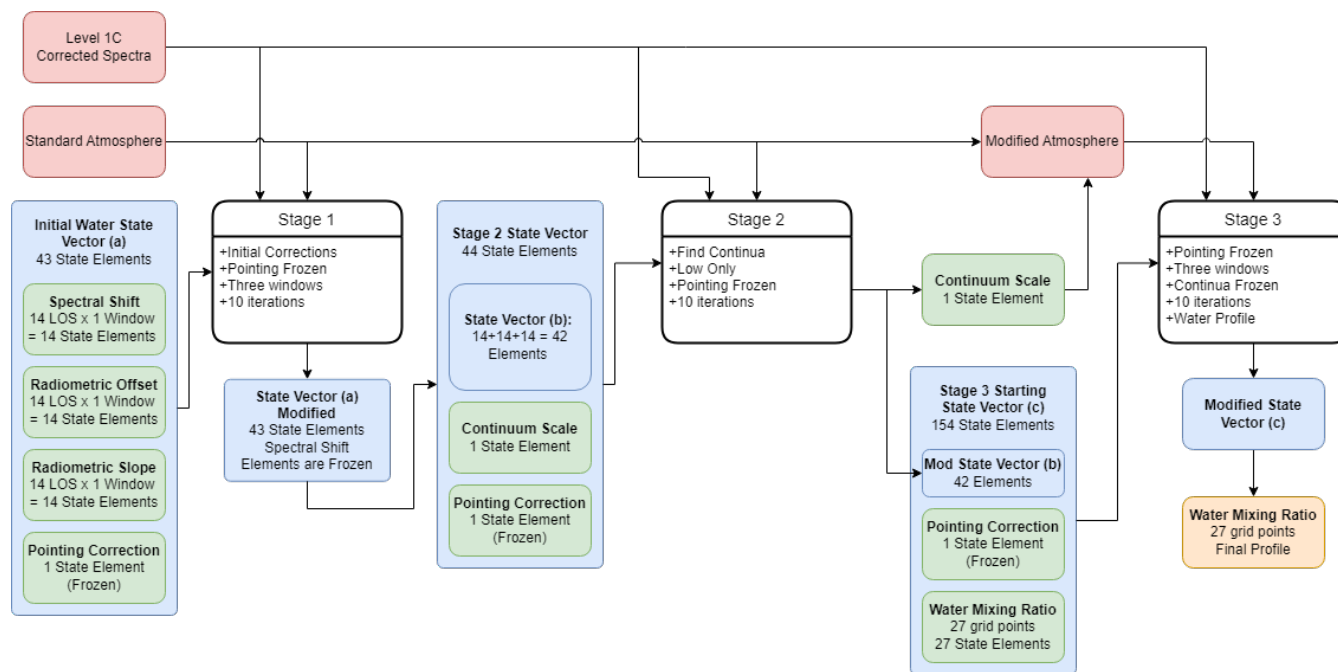 Level 1C
Corrected Spectra
Standard Atmosphere
Modified Atmosphere
Initial Water State
Vector (a)
43 State Elements
Spectral Shift
14 LOS x 1 Window
= 14 State Elements
Radiometric Offset
14 LOS x 1 Window
= 14 State Elements
Radiometric Slope
14 LOS x 1 Window
= 14 State Elements
Pointing Correction
1 State Element
(Frozen)
Stage 1
+Initial Corrections
+Pointing Frozen
+Three windows
+10 iterations
State Vector (a)
Modified
43 State Elements
Spectral Shift
Elements are Frozen
Stage 2 State Vector
44 State Elements
State Vector (b):
14+14+14 = 42
Elements
Continuum Scale
1 State Element
Pointing Correction
1 State Element
(Frozen)
Stage 2
+Find Continua
+Low Only
+Pointing Frozen
+10 iterations
Continuum Scale
1 State Element
Stage 3 Starting
State Vector (c)
154 State Elements
Mod State Vector (b)
42 Elements
Pointing Correction
1 State Element
(Frozen)
Water Mixing Ratio
27 grid points
27 State Elements
Stage 3
+Pointing Frozen
+Three windows
+Continua Frozen
+10 iterations
+Water Profile
Modified State
Vector (c)
Water Mixing Ratio
27 grid points
Final Profile